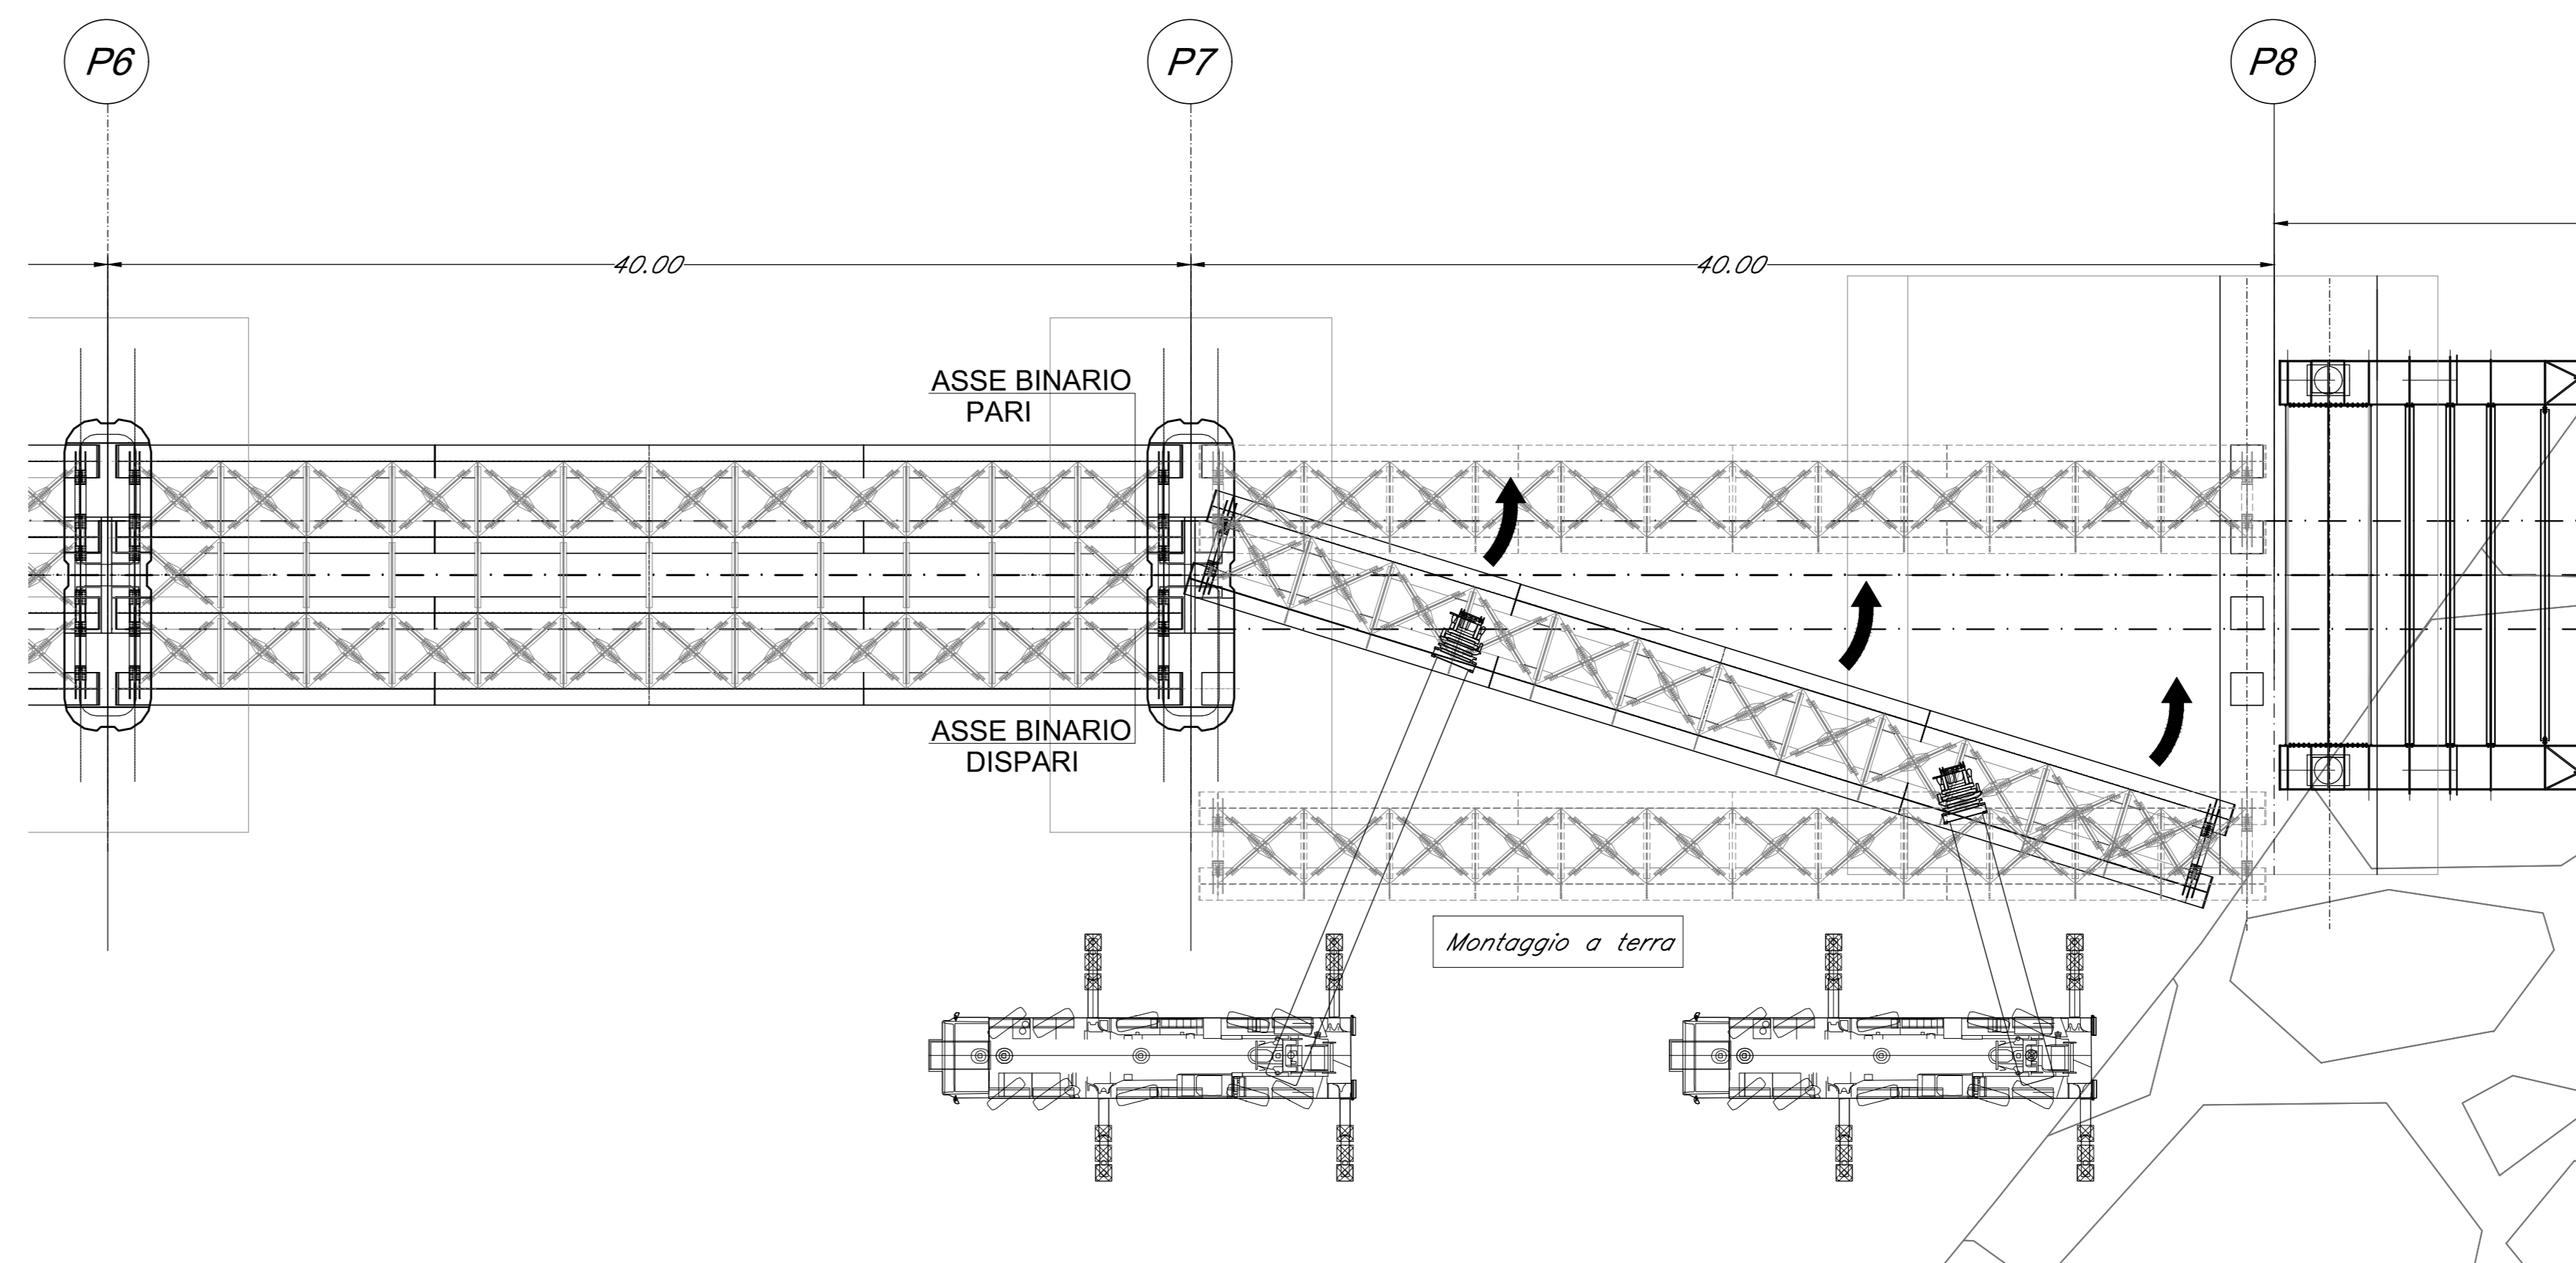 P6
P7
P8
40.00
40.00
ASSE BINARIO
PARI
ASSE BINARIO
DISPARI
Montaggio a terra